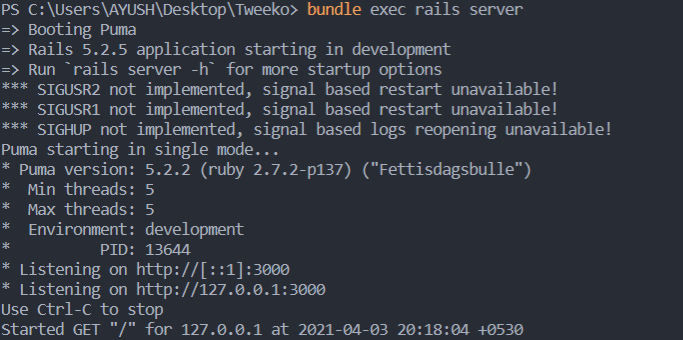 PS C:\Users\AYUSH\Desktop\Tweeko> bundle exec rails server
=> Booting Puma
=> Rails 5.2.5 application starting in development
=> Run `rails server -h` for more startup options
*** SIGUSR2 not implemented, signal based restart unavailable!
*** SIGUSR1 not implemented, signal based restart unavailable!
*** SIGHUP not implemented, signal based logs reopening unavailable!
Puma starting in single mode...
* Puma version: 5.2.2 (ruby 2.7.2-p137) ("Fettisdagsbulle")
*  Min threads: 5
*  Max threads: 5
*  Environment: development
*          PID: 13644
* Listening on http://[::1]:3000
* Listening on http://127.0.0.1:3000
Use Ctrl-C to stop
Started GET "/" for 127.0.0.1 at 2021-04-03 20:18:04 +0530